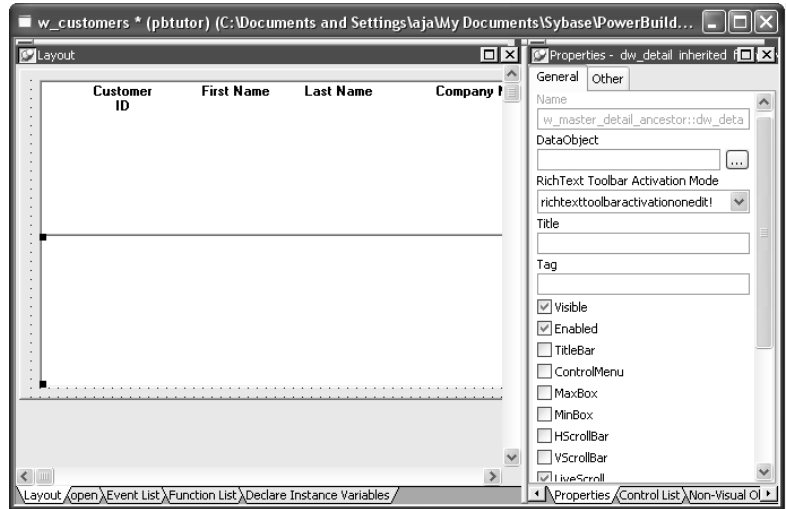 w_customers * (pbtutor) (C:\Documents and Settings\aja\My Documents\Sybase\PowerBuild...
Layout
Customer ID
First Name
Last Name
Company
Layout
open
Event List
Function List
Declare Instance Variables
Properties - dw_detail inherited
General
Other
Name
w_master_detail_ancestor::dw_deta
DataObject
...
RichText Toolbar Activation Mode
richtexttoolbaractivationonedit!
Title
Tag
Visible
Enabled
TitleBar
ControlMenu
MaxBox
MinBox
HScrollBar
VScrollBar
LiveScroll
Properties
Control List
Non-Visual O